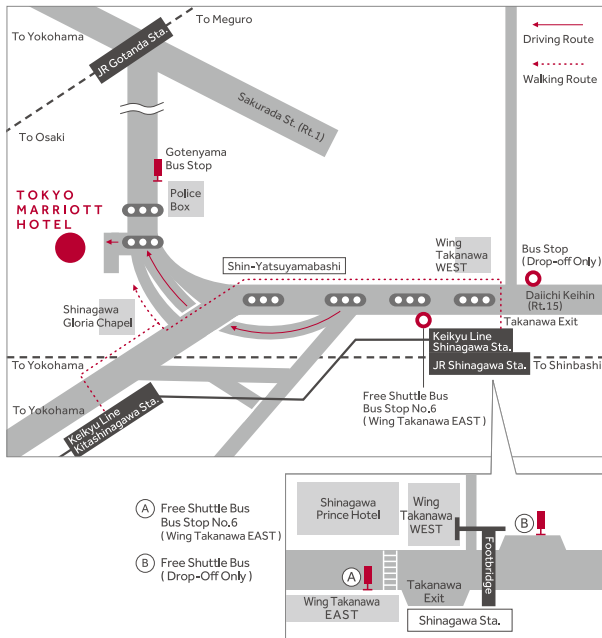 To Meguro
To Yokohama
JR Gotanda Sta.
Driving Route
Walking Route
Sakurada St. (Rt.1)
To Osaki
Gotenyama
Bus Stop
Police
Box
TOKYO
MARRIOTT
HOTEL
Wing
Takanawa
WEST
Bus Stop
(Drop-off Only)
Shin-Yatsuyamabashi
Daiichi Keihin
(Rt.15)
Shinagawa
Gloria Chapel
Takanawa Exit
Keikyu Line
Shinagawa Sta.
JR Shinagawa Sta.
To Yokohama
To Shinbashi
To Yokohama
Keikyu Line
Kitashinagawa Sta.
Free Shuttle Bus
Bus Stop No.6
( Wing Takanawa EAST )
A Free Shuttle Bus
Bus Stop No.6
( Wing Takanawa EAST )
B Free Shuttle Bus
( Drop-Off Only )
Shinagawa
Prince Hotel
Wing
Takanawa
WEST
B
Footbridge
A
Takanawa
Exit
Wing Takanawa
EAST
Shinagawa Sta.